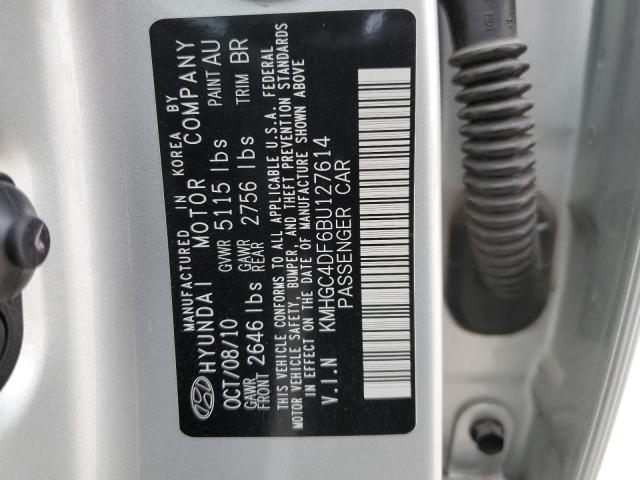 MANUFACTURED IN KOREA BY
HYUNDAI MOTOR COMPANY
OCT/08/10 GVWR 5115 lbs PAINT AU
GAWR FRONT 2646 lbs GAWR REAR 2756 lbs TRIM BR
THIS VEHICLE CONFORMS TO ALL APPLICABLE U.S.A. FEDERAL
MOTOR VEHICLE SAFETY, BUMPER, AND THEFT PREVENTION STANDARDS
IN EFFECT ON THE DATE OF MANUFACTURE SHOWN ABOVE
V.I.N KMHGC4DF6BU127614
PASSENGER CAR